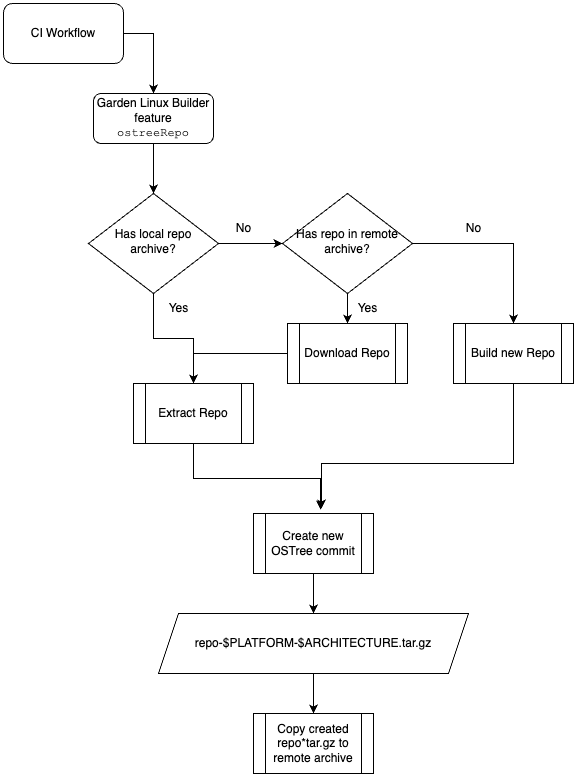 CI Workflow
Garden Linux Builder
feature
ostreeRepo
Has local repo
archive?
No
Has repo in remote
archive?
No
Yes
Yes
Download Repo
Build new Repo
Extract Repo
Create new
OSTree commit
repo-$PLATFORM-$ARCHITECTURE.tar.gz
Copy created
repo*tar.gz to
remote archive